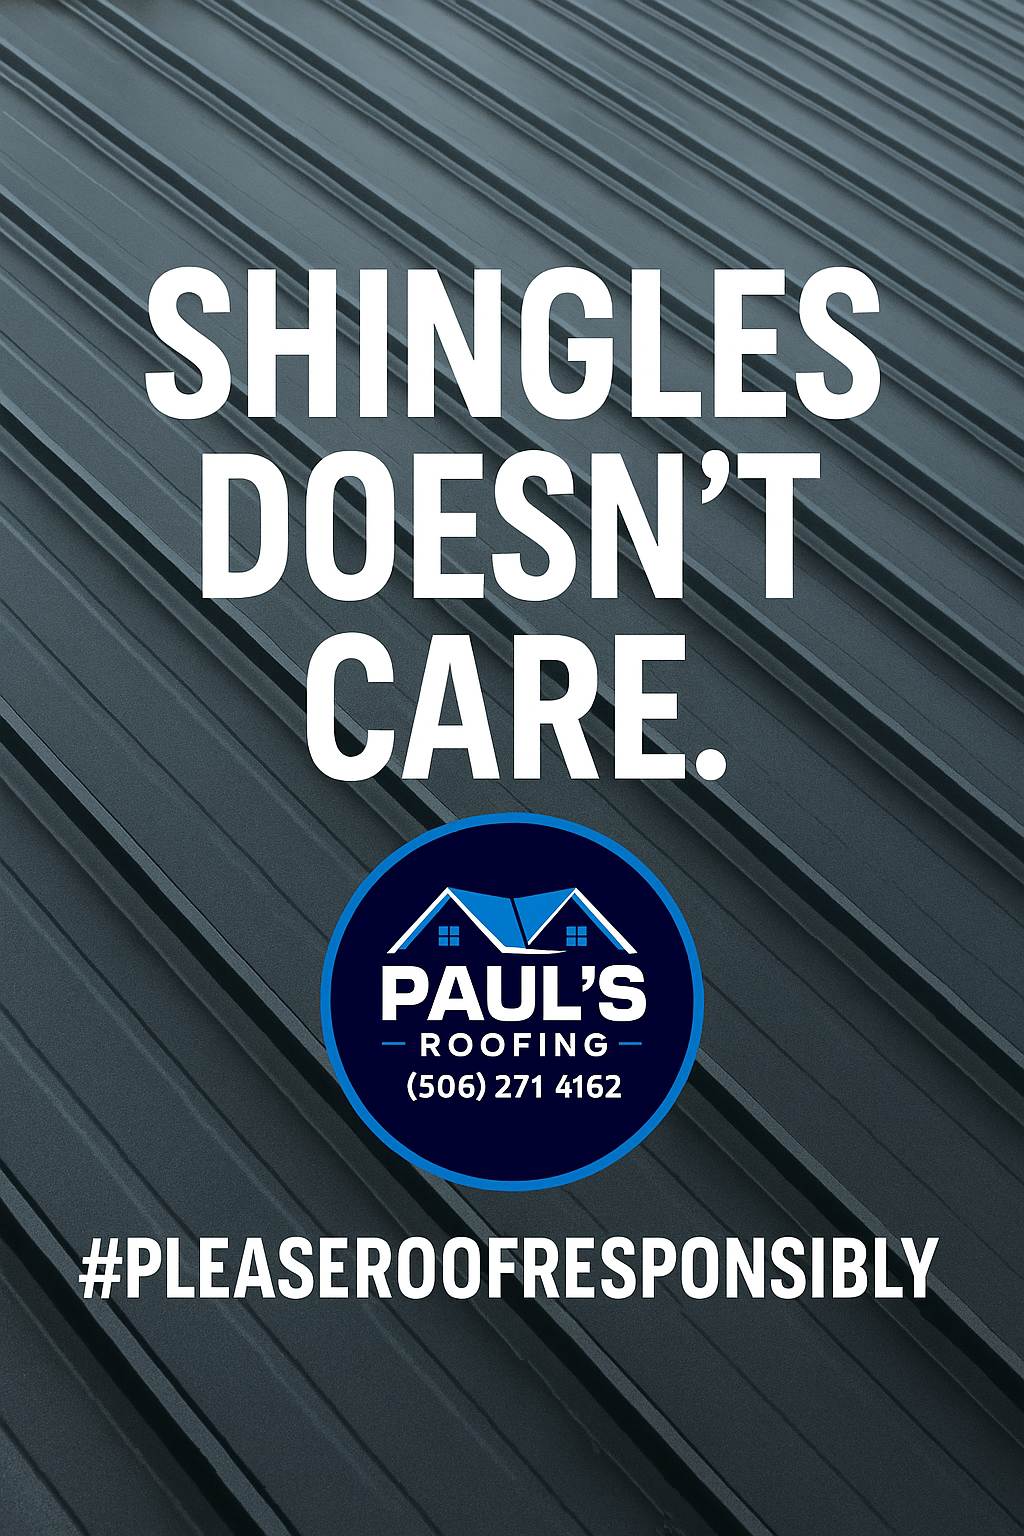 SHINGLES
DOESN'T
CARE.
PAUL'S
ROOFING
(506) 271 4162
#PLEASEROOFRESPONSIBLY